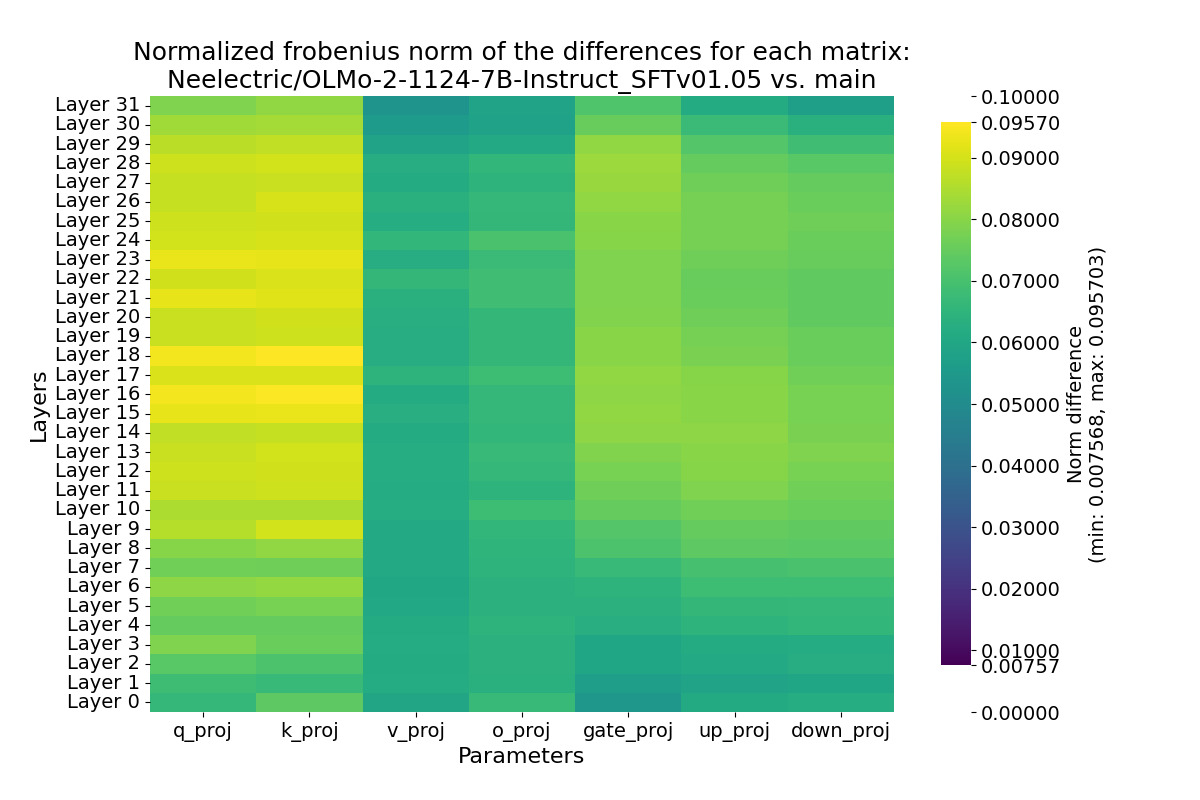 Normalized frobenius norm of the differences for each matrix:
Neelectric/OLMo-2-1124-7B-Instruct_SFTv01.05 vs. main
Layers
Layer 31
Layer 30
Layer 29
Layer 28
Layer 27
Layer 26
Layer 25
Layer 24
Layer 23
Layer 22
Layer 21
Layer 20
Layer 19
Layer 18
Layer 17
Layer 16
Layer 15
Layer 14
Layer 13
Layer 12
Layer 11
Layer 10
Layer 9
Layer 8
Layer 7
Layer 6
Layer 5
Layer 4
Layer 3
Layer 2
Layer 1
Layer 0
q_proj k_proj v_proj o_proj gate_proj up_proj down_proj
Parameters
0.10000
0.09570
0.09000
0.08000
0.07000
0.06000
0.05000
0.04000
0.03000
0.02000
0.01000
0.00757
0.00000
Norm difference
(min: 0.007568, max: 0.095703)